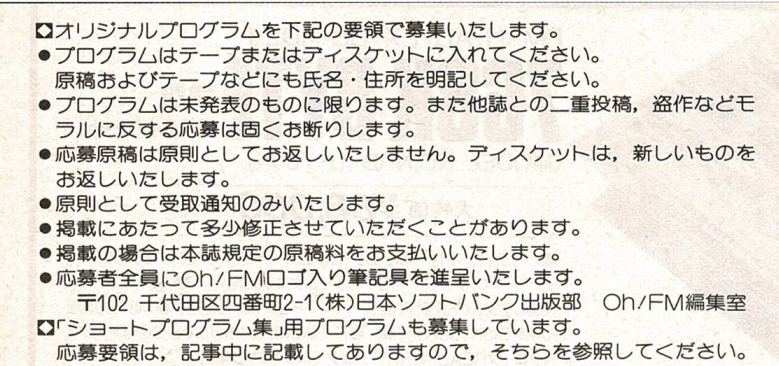 ◘オリジナルプログラムを下記の要領で募集いたします。
●プログラムはテープまたはディスケットに入れてください。
原稿およびテープなどにも氏名・住所を明記してください。
●プログラムは未発表のものに限ります。また他誌との二重投稿，盗作などモ
ラルに反する応募は固くお断りします。
●応募原稿は原則としてお返しいたしません。ディスケットは，新しいものを
お返しいたします。
●原則として受取通知のみいたします。
●掲載にあたって多少修正させていただくことがあります。
●掲載の場合は本誌規定の原稿料をお支払いいたします。
●応募者全員にOh!FMロゴ入り筆記具を進呈いたします。
〒102 千代田区四番町2-1(株)日本ソフトバンク出版部 Oh!FM編集室
◘「ショートプログラム集」用プログラムも募集しています。
応募要領は，記事中に記載してありますので，そちらを参照してください。